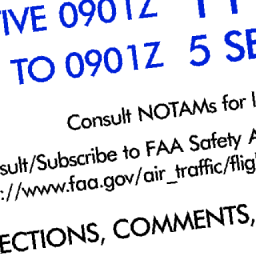 TIVE 0901Z
TO 0901Z 5 SE
Consult NOTAMs for l
sult/Subscribe to FAA Safety A
://www.faa.gov/air_traffic/flig
ECTIONS, COMMENTS,